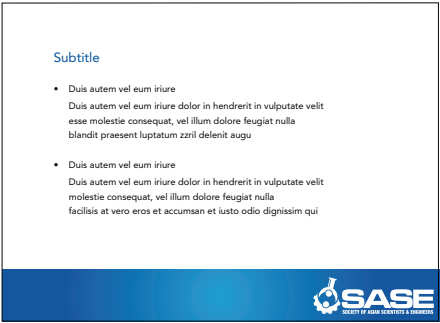 Subtitle
• Duis autem vel eum iriure
Duis autem vel eum iriure dolor in hendrerit in vulputate velit
esse molestie consequat, vel illum dolore feugiat nulla
blandit praesent luptatum zzril delenit augu
• Duis autem vel eum iriure
Duis autem vel eum iriure dolor in hendrerit in vulputate velit
molestie consequat, vel illum dolore feugiat nulla
facilisis at vero eros et accumsan et iusto odio dignissim qui
SASE
SOCIETY OF ASIAN SCIENTISTS & ENGINEERS